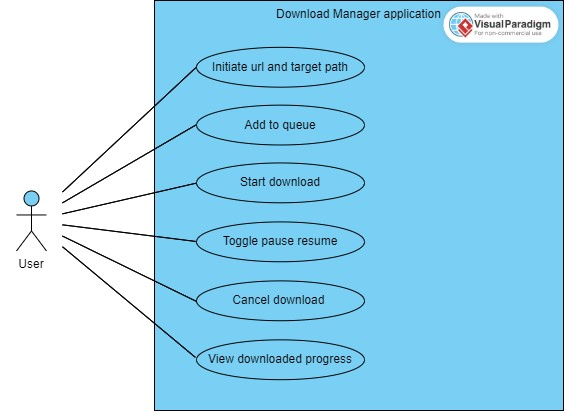 Download Manager application
Made with
Visual Paradigm
For non-commercial use
Initiate url and target path
Add to queue
Start download
Toggle pause resume
User
Cancel download
View downloaded progress